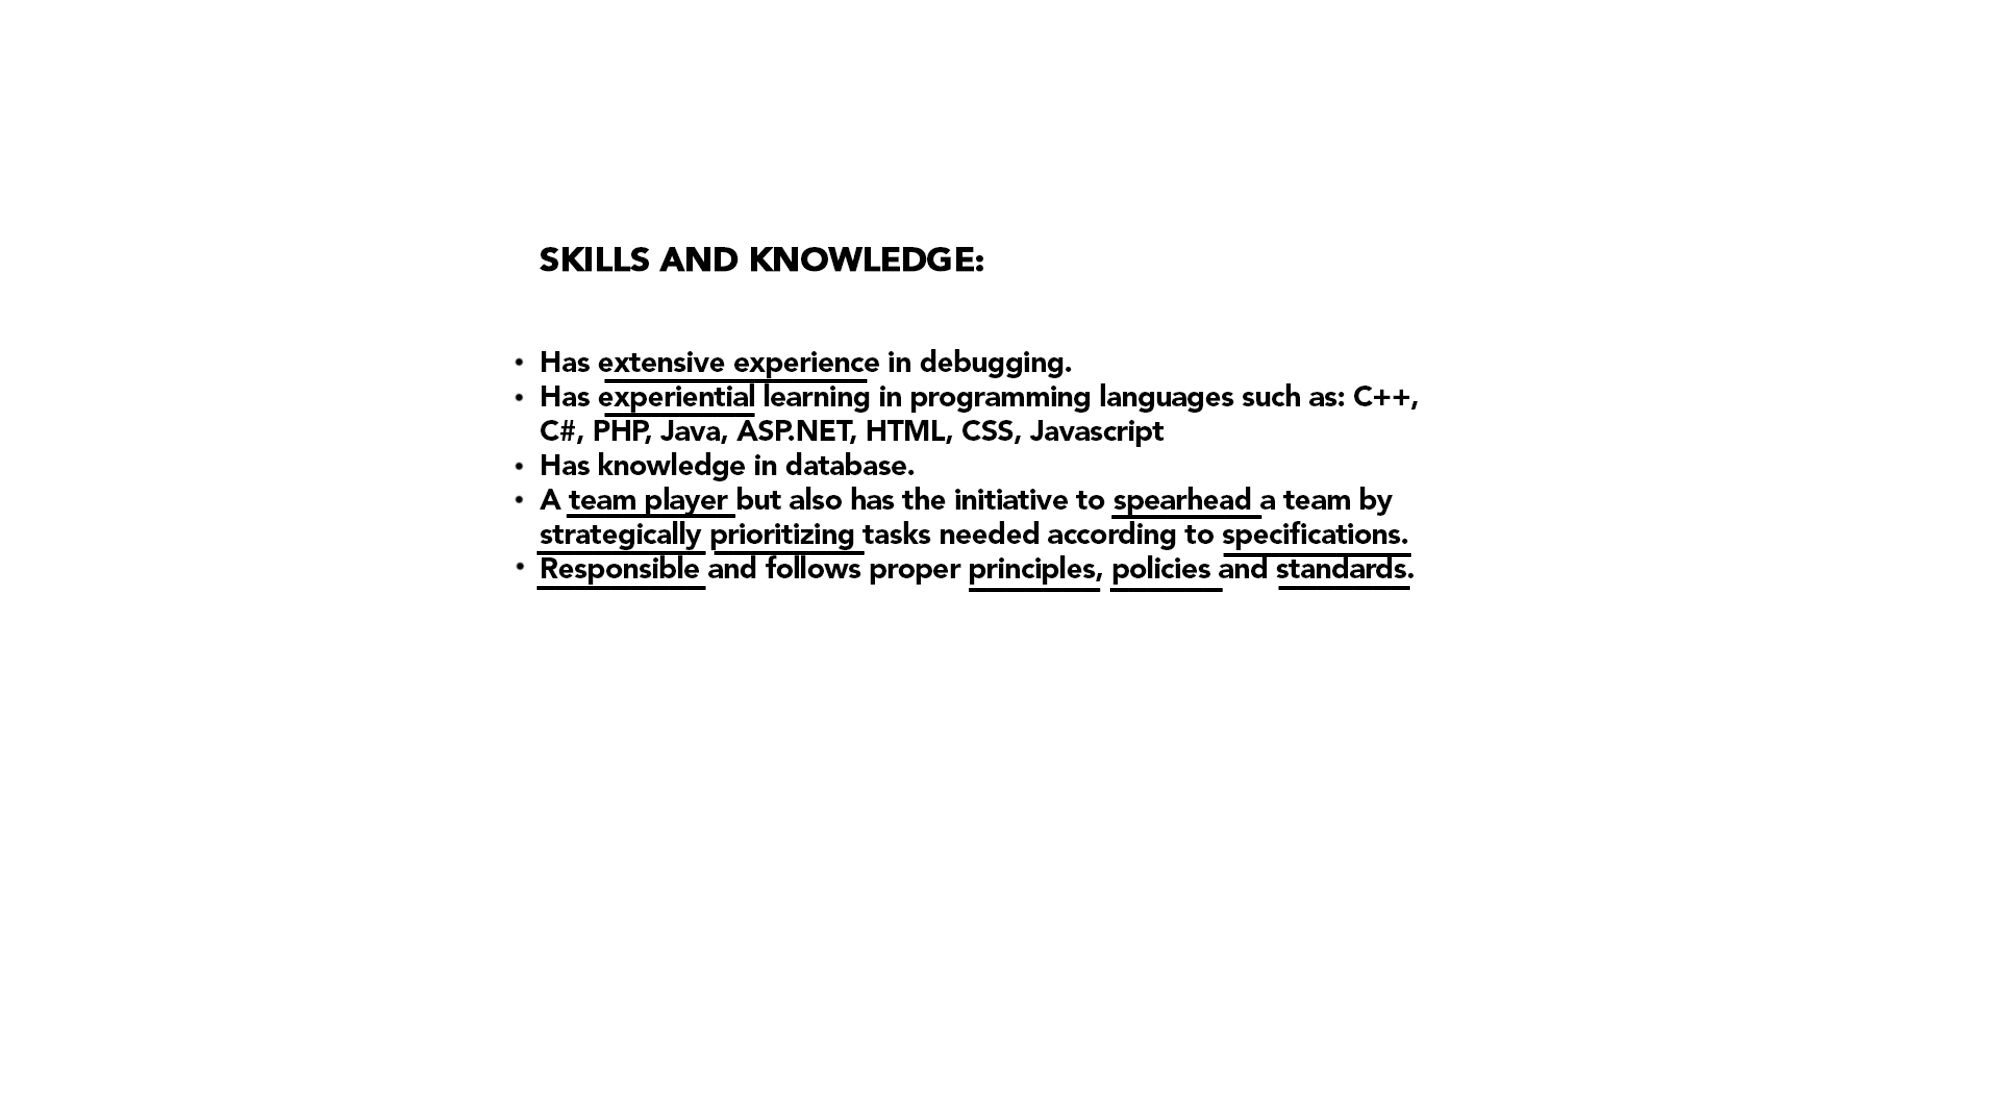 SKILLS AND KNOWLEDGE:
• Has extensive experience in debugging.
• Has experiential learning in programming languages such as: C++,
C#, PHP, Java, ASP.NET, HTML, CSS, Javascript
• Has knowledge in database.
• A team player but also has the initiative to spearhead a team by
strategically prioritizing tasks needed according to specifications.
• Responsible and follows proper principles, policies and standards.